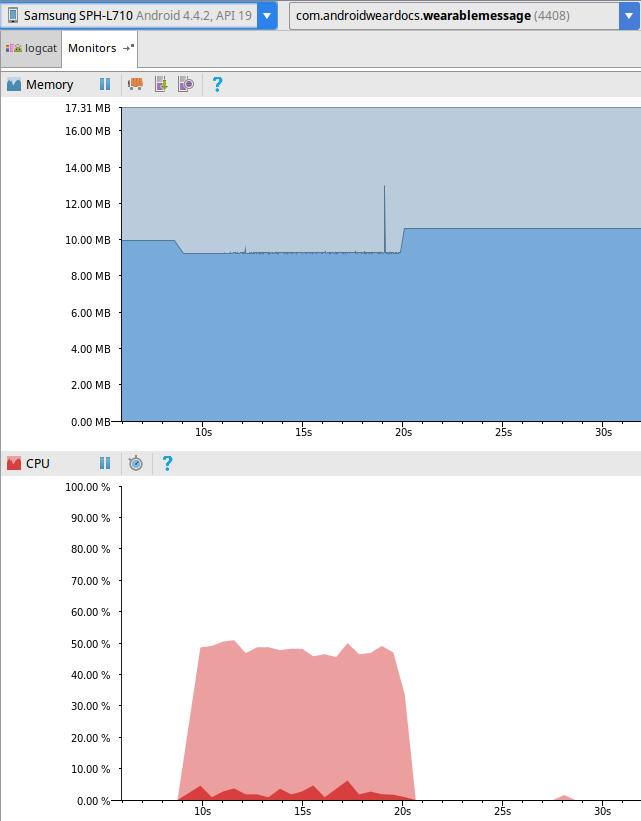 Samsung SPH-L710 Android 4.4.2, API 19
com.androidweardocs.wearablemessage (4408)
logcat
Monitors
Memory
?
17.31 MB
16.00 MB
14.00 MB
12.00 MB
10.00 MB
8.00 MB
6.00 MB
4.00 MB
2.00 MB
0.00 MB
10s 15s 20s 25s 30s
CPU
?
100.00 %
90.00 %
80.00 %
70.00 %
60.00 %
50.00 %
40.00 %
30.00 %
20.00 %
10.00 %
0.00 %
10s 15s 20s 25s 30s